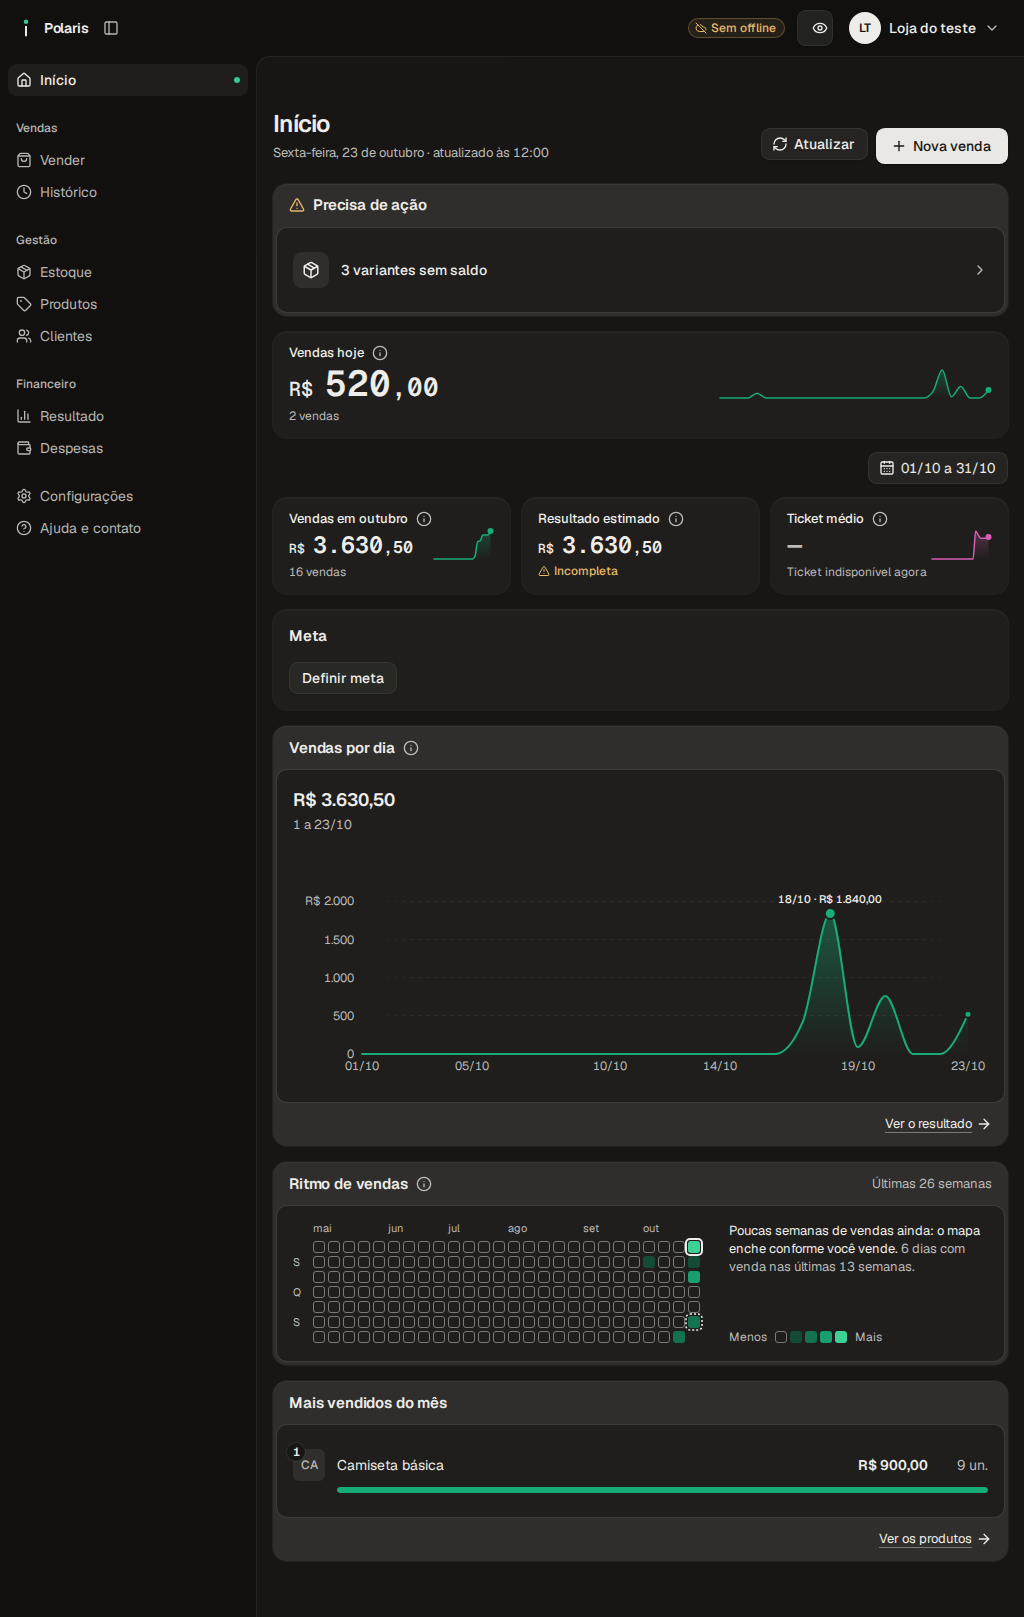 Polaris
Sem offline
LT
Loja do teste
Início
Vendas
Vender
Histórico
Gestão
Estoque
Produtos
Clientes
Financeiro
Resultado
Despesas
Configurações
Ajuda e contato
Início
Sexta-feira, 23 de outubro · atualizado às 12:00
Atualizar
Nova venda
Precisa de ação
3 variantes sem saldo
Vendas hoje
R$ 520,00
2 vendas
01/10 a 31/10
Vendas em outubro
R$ 3.630,50
16 vendas
Resultado estimado
R$ 3.630,50
Incompleta
Ticket médio
—
Ticket indisponível agora
Meta
Definir meta
Vendas por dia
R$ 3.630,50
1 a 23/10
18/10 · R$ 1.840,00
R$ 2.000
1.500
1.000
500
0
01/10 05/10 10/10 14/10 19/10 23/10
Ritmo de vendas
Últimas 26 semanas
mai jun jul ago set out
S
Q
S
Poucas semanas de vendas ainda: o mapa
enche conforme você vende. 6 dias com
venda nas últimas 13 semanas.
Menos Mais
Mais vendidos do mês
1
CA
Camiseta básica
R$ 900,00
9 un.
Ver o resultado
Ver os produtos